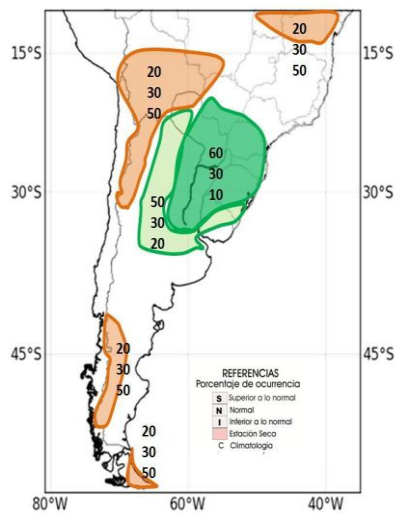 20
15°S
30
50
20
30
50
60
30
10
30°S
30°S
50
30
20
45°S
45°S
20
30
50
REFERENCIAS
Porcentaje de ocurrencia
S Superior a lo normal
N Normal
I Inferior a lo normal
Estación Seca
C Climatología
20
30
50
80°W 60°W 40°W
15°S